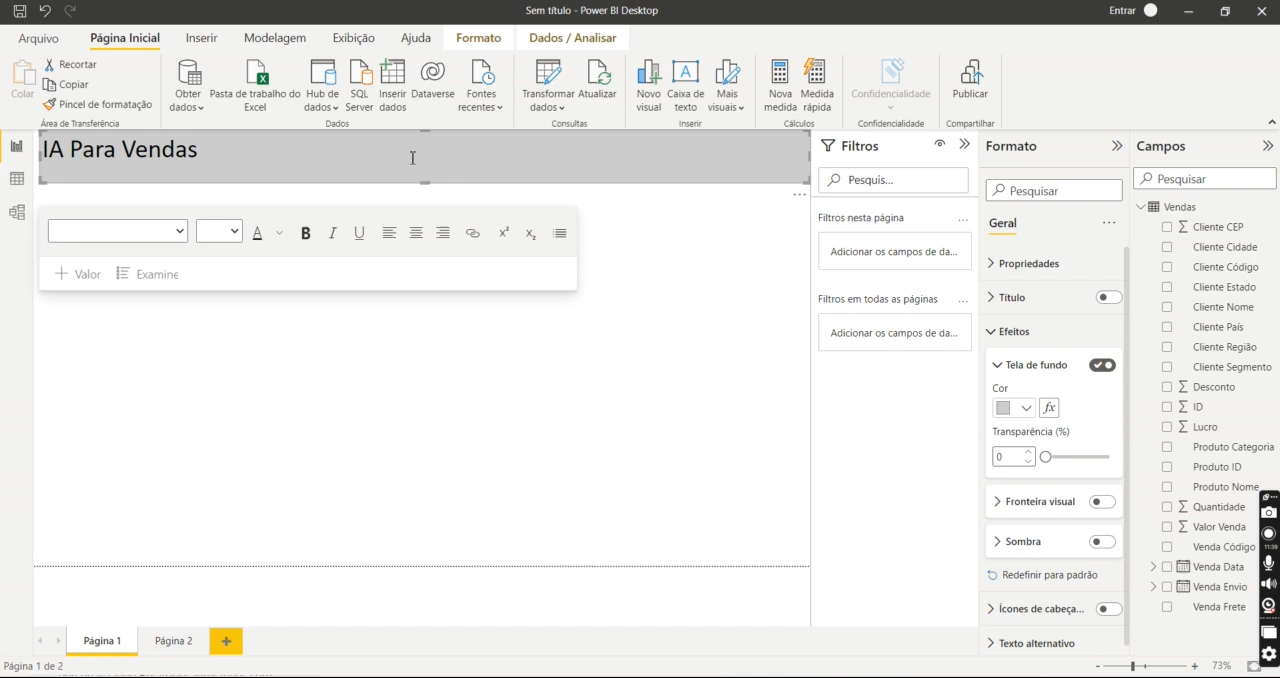 Sem título - Power BI Desktop
Entrar
Arquivo
Página Inicial
Inserir
Modelagem
Exibição
Ajuda
Formato
Dados / Analisar
Colar
Recortar
Copiar
Pincel de formatação
Área de Transferência
Obter dados
Pasta de trabalho do Excel
Hub de dados
SQL Server
Inserir dados
Dataverse
Fontes recentes
Dados
Transformar dados
Atualizar
Consultas
Novo visual
Caixa de texto
Mais visuais
Inserir
Nova medida
Medida rápida
Cálculos
Confidencialidade
Confidencialidade
Publicar
Compartilhar
IA Para Vendas
A
B
I
U
x²
x₂
Valor
Examine
Filtros
Pesquis...
Filtros nesta página
Adicionar os campos de da...
Filtros em todas as páginas
Adicionar os campos de da...
Formato
Pesquisar
Geral
Propriedades
Título
Efeitos
Tela de fundo
Cor
fx
Transparência (%)
0
Fronteira visual
Sombra
Redefinir para padrão
Ícones de cabeça...
Texto alternativo
Campos
Pesquisar
Vendas
∑ Cliente CEP
Cliente Cidade
Cliente Código
Cliente Estado
Cliente Nome
Cliente País
Cliente Região
Cliente Segmento
∑ Desconto
∑ ID
∑ Lucro
Produto Categoria
Produto ID
Produto Nome
∑ Quantidade
∑ Valor Venda
Venda Código
Venda Data
Venda Envio
Venda Frete
11:39
Página 1
Página 2
Página 1 de 2
- + 73%